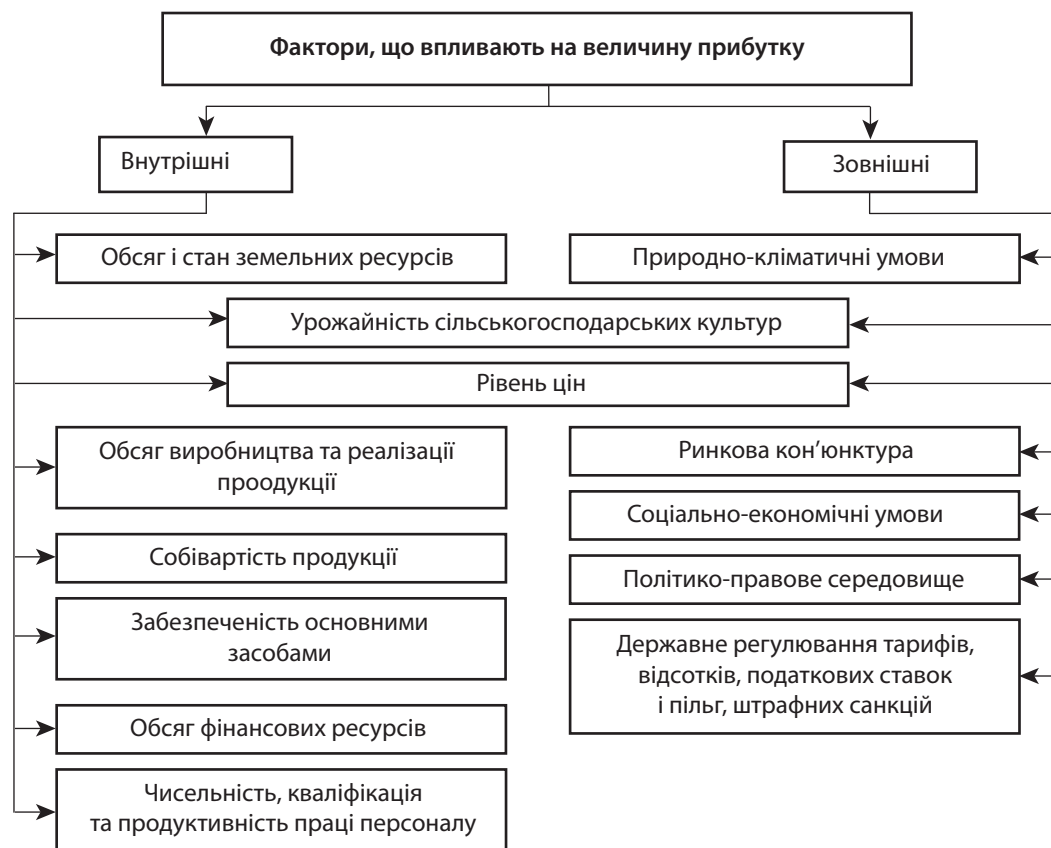 Фактори, що впливають на величину прибутку
Внутрішні
Зовнішні
Обсяг і стан земельних ресурсів
Природно-кліматичні умови
Урожайність сільськогосподарських культур
Рівень цін
Обсяг виробництва та реалізації
проодукції
Ринкова кон’юнктура
Соціально-економічні умови
Собівартість продукції
Політико-правове середовище
Забезпеченість основними
засобами
Державне регулювання тарифів,
відсотків, податкових ставок
і пільг, штрафних санкцій
Обсяг фінансових ресурсів
Чисельність, кваліфікація
та продуктивність праці персоналу